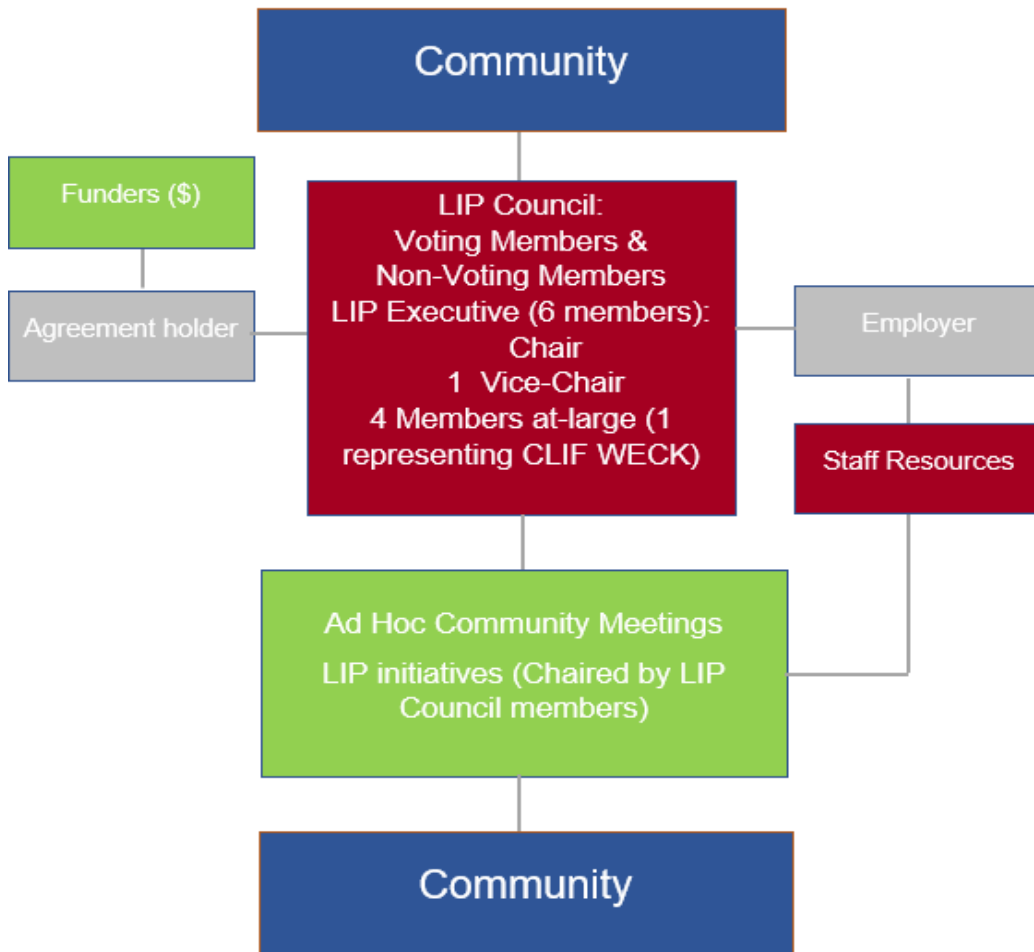 Community
Funders ($)
Agreement holder
LIP Council:
Voting Members &
Non-Voting Members
LIP Executive (6 members):
Chair
1 Vice-Chair
4 Members at-large (1
representing CLIF WECK)
Employer
Staff Resources
Ad Hoc Community Meetings
LIP initiatives (Chaired by LIP
Council members)
Community